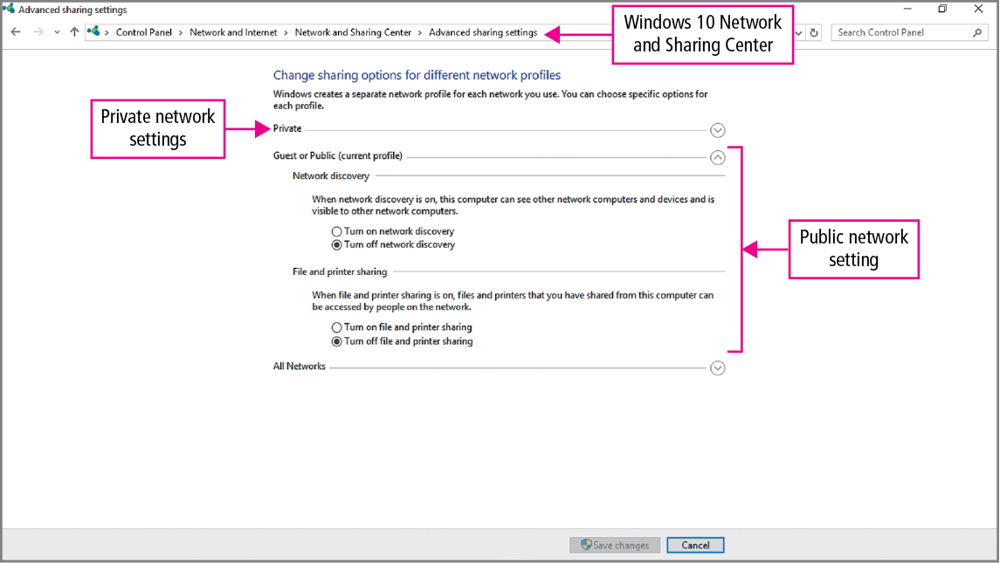 Advanced sharing settings
Control Panel > Network and Internet > Network and Sharing Center > Advanced sharing settings
Search Control Panel
Windows 10 Network
and Sharing Center
Change sharing options for different network profiles
Windows creates a separate network profile for each network you use. You can choose specific options for
each profile.
Private network
settings
Private
Guest or Public (current profile)
Network discovery
When network discovery is on, this computer can see other network computers and devices and is
visible to other network computers.
Turn on network discovery
Turn off network discovery
Public network
setting
File and printer sharing
When file and printer sharing is on, files and printers that you have shared from this computer can
be accessed by people on the network.
Turn on file and printer sharing
Turn off file and printer sharing
All Networks
Save changes
Cancel